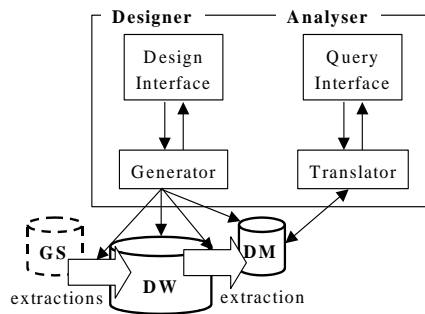 Designer Analyser
Design Query
Interface Interface
Generator Translator
GS DM
DW
extractions extraction